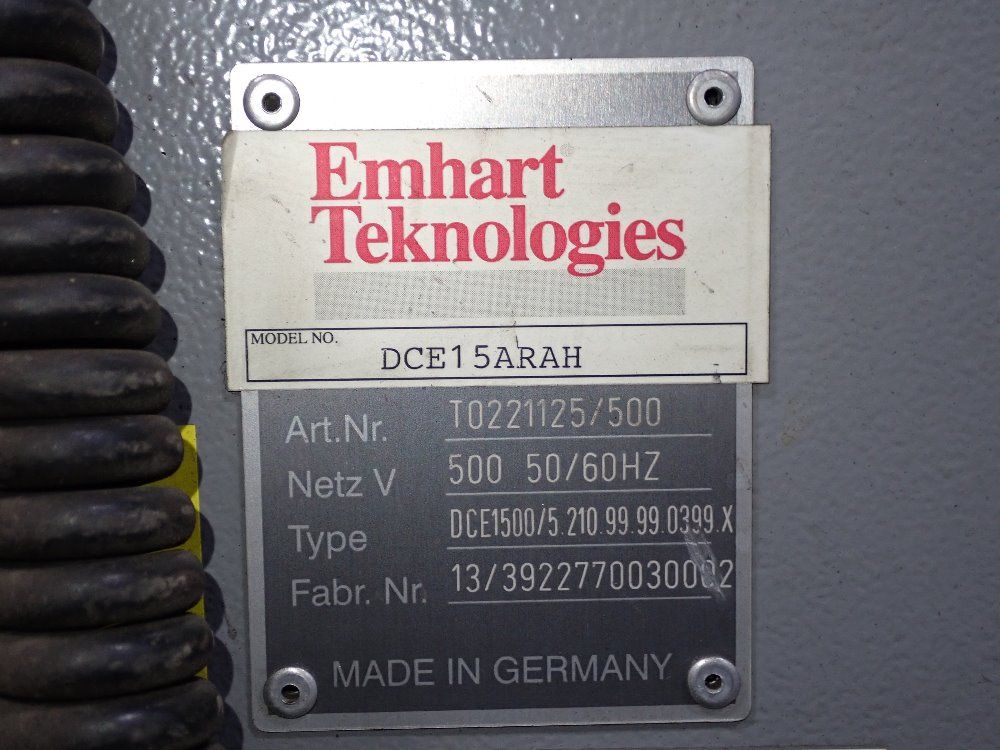 Emhart®
Teknologies
MODEL NO.
DCE15ARAH
Art.Nr. T0221125/500
Netz V 500 50/60HZ
Type DCE1500/5.210.99.99.0399.X
Fabr. Nr. 13/3922770030002
MADE IN GERMANY